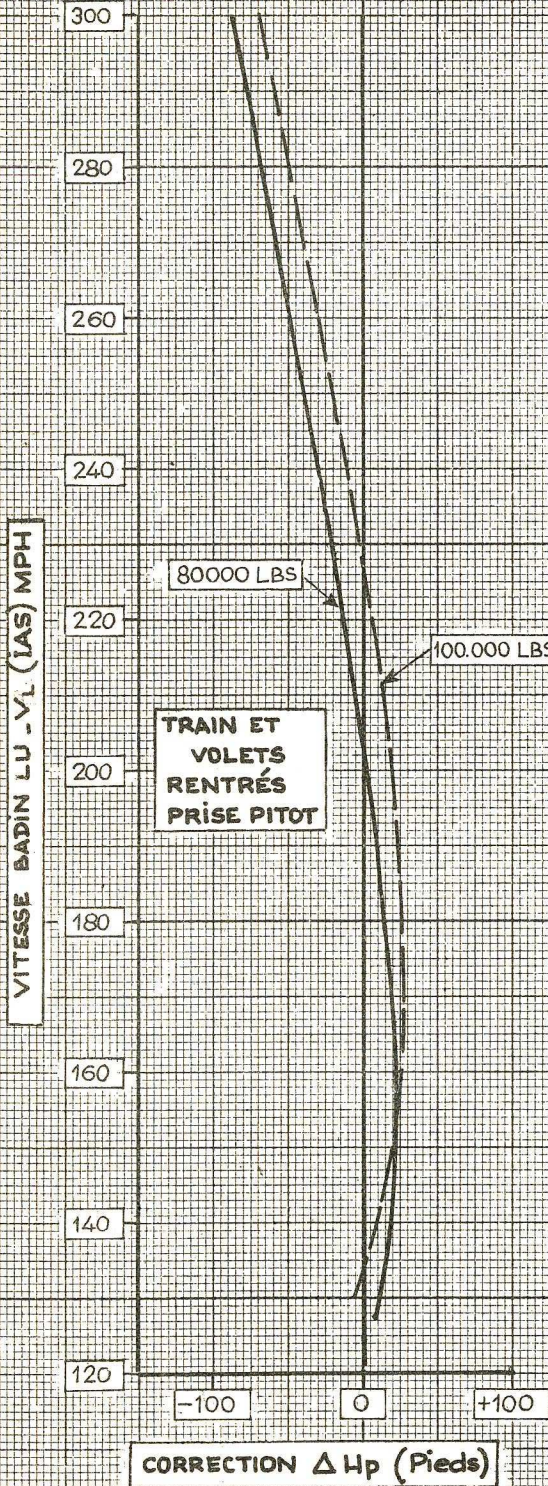 300
280
260
240
220
200
180
160
140
120
VITESSE BADIN LU _ VL (IAS) MPH
80000 LBS
100.000 LBS
TRAIN ET
VOLETS
RENTRÉS
PRISE PITOT
-100
0
+100
CORRECTION Δ Hp (Pieds)